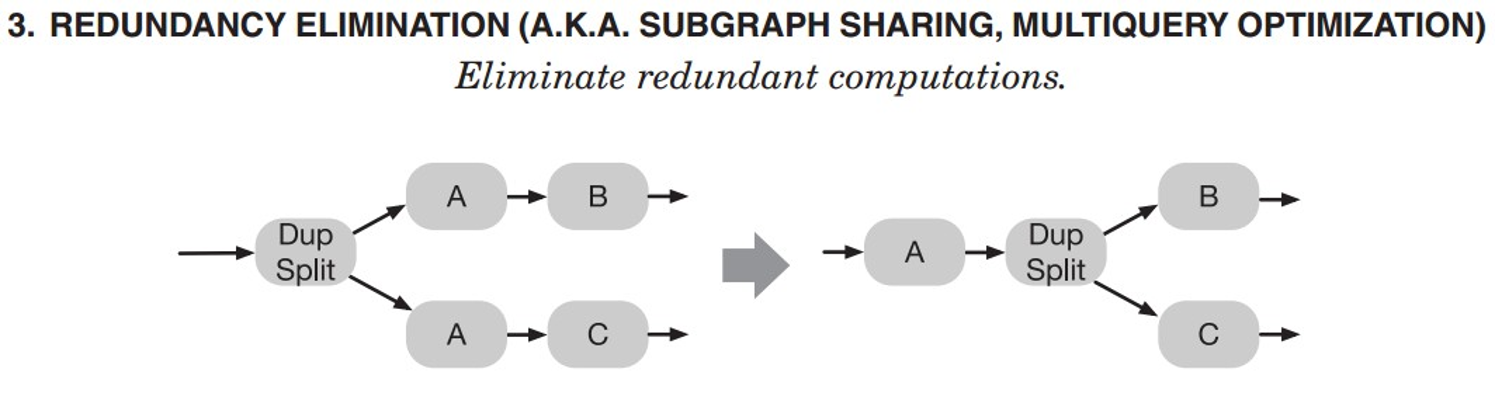 3. REDUNDANCY ELIMINATION (A.K.A. SUBGRAPH SHARING, MULTIQUERY OPTIMIZATION)
Eliminate redundant computations.
Dup
Split
A
B
A
C
A
Dup
Split
B
C